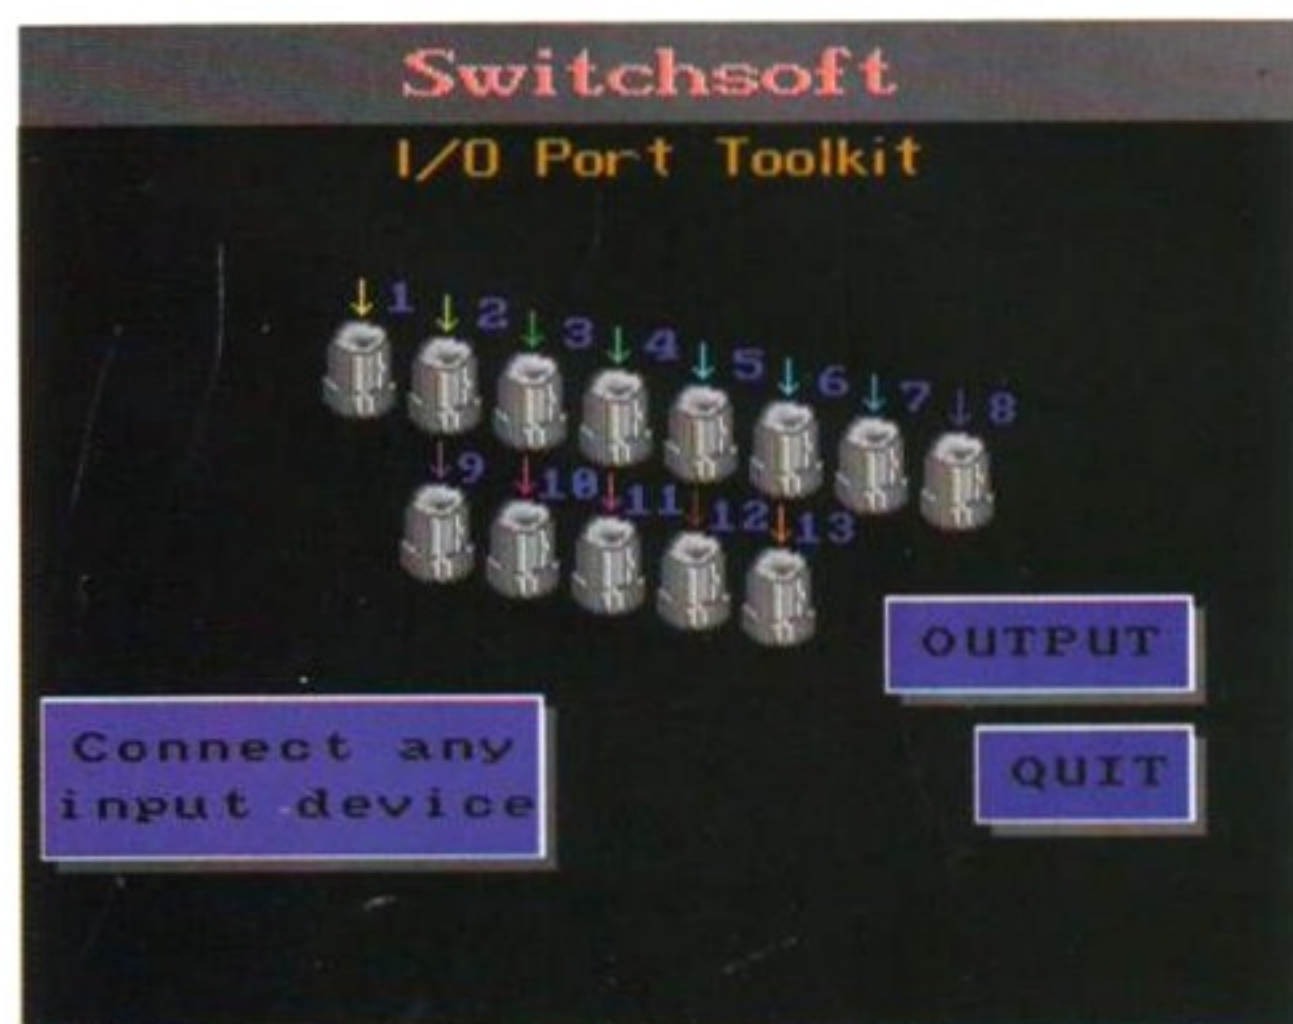 Switchsoft
I/O Port Toolkit
1 2 3 4 5 6 7 8
9 10 11 12 13
OUTPUT
Connect any
input device
QUIT